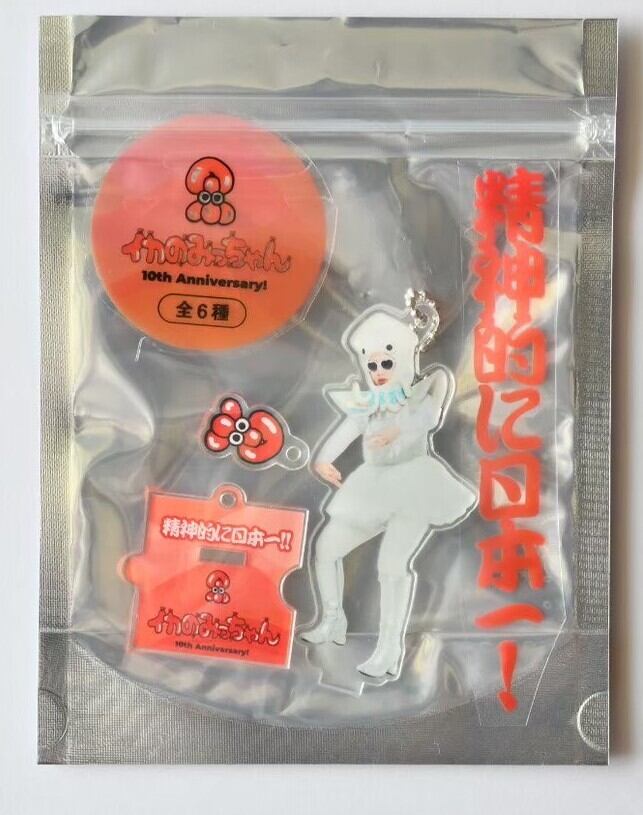 イカのみっちゃん
10th Anniversary!
全6種
精神的に日本一!
精神的に日本一!!
イカのみっちゃん
10th Anniversary!